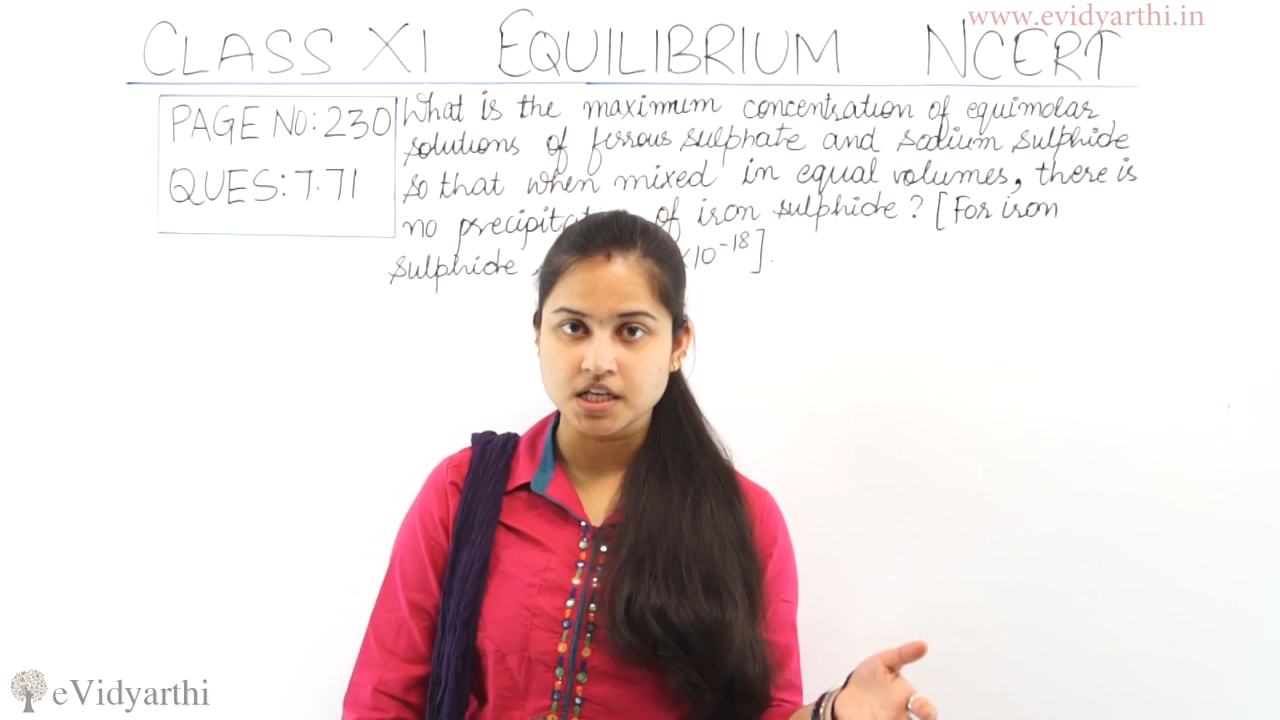 www.evidyarthi.in
CLASS XI EQUILIBRIUM NCERT
PAGE NO: 230
QUES: 7.71
What is the maximum concentration of equimolar
solutions of ferrous sulphate and sodium sulphide
so that when mixed in equal volumes, there is
no of iron sulphide? [For iron
sulphide, ×10⁻¹⁸].
eVidyarthi